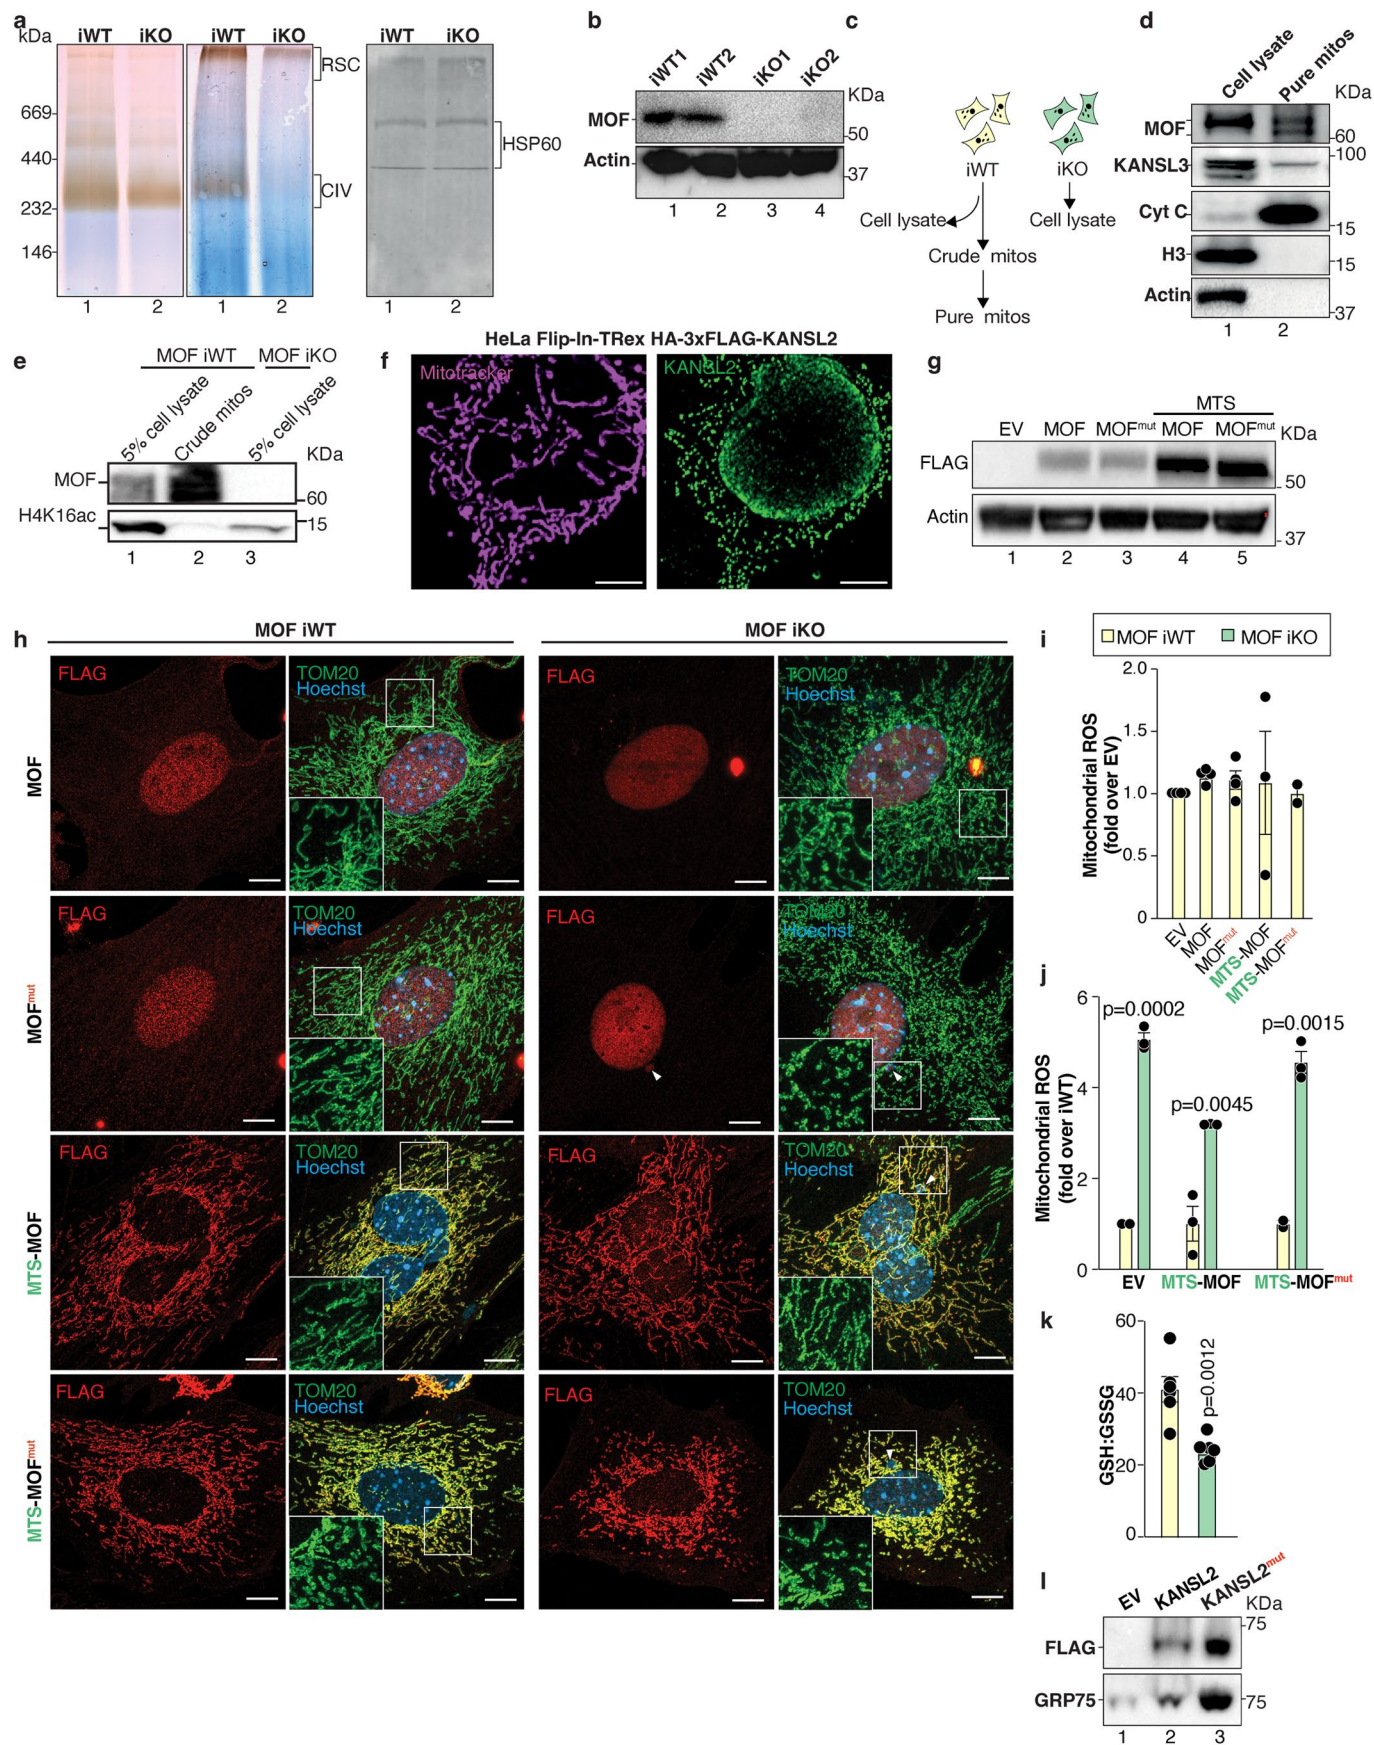 a
kDa
iWT iKO iWT iKO iWT iKO
RSC
669
440
CIV
232
146
HSP60
1 2 1 2 1 2
b
iWT1 iWT2 iKO1 iKO2
KDa
MOF
50
Actin
37
1 2 3 4
c
iWT iKO
Cell lysate Cell lysate
Crude mitos
Pure mitos
d
Cell lysate Pure mitos
KDa
MOF
60
100
KANSL3
Cyt C
15
H3
15
Actin
37
1 2
e
MOF iWT MOF iKO
5% cell lysate Crude mitos 5% cell lysate
KDa
MOF
60
H4K16ac
15
1 2 3
f
HeLa Flip-In-TRex HA-3xFLAG-KANSL2
Mitotracker
KANSL2
g
MTS
EV MOF MOFmut MOF MOFmut KDa
FLAG
50
Actin
37
1 2 3 4 5
h
MOF iWT MOF iKO
MOF
FLAG
TOM20
Hoechst
FLAG
TOM20
Hoechst
MOFmut
FLAG
TOM20
Hoechst
FLAG
TOM20
Hoechst
MTS-MOF
FLAG
TOM20
Hoechst
FLAG
TOM20
Hoechst
MTS-MOFmut
FLAG
TOM20
Hoechst
FLAG
TOM20
Hoechst
i
MOF iWT MOF iKO
Mitochondrial ROS
(fold over EV)
2.0
1.5
1.0
0.5
0
EV
MOF
MOFmut
MTS-MOF
MTS-MOFmut
j
Mitochondrial ROS
(fold over iWT)
6
4
2
0
p=0.0002
p=0.0045
p=0.0015
EV MTS-MOF MTS-MOFmut
k
GSH:GSSG
60
40
20
0
p=0.0012
l
EV KANSL2 KANSL2mut
KDa
75
FLAG
GRP75
75
1 2 3